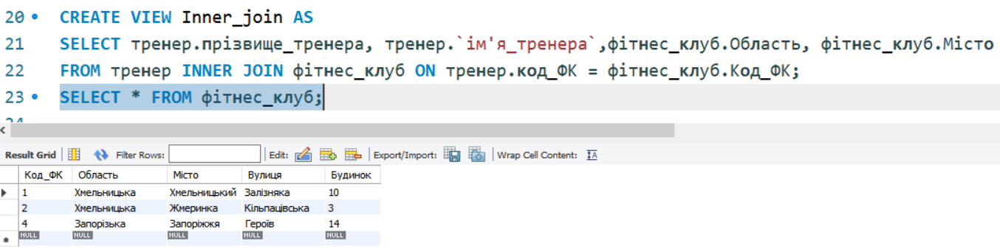 20 CREATE VIEW Inner_join AS
21 SELECT тренер.прізвище_тренера, тренер.`ім'я_тренера`,фітнес_клуб.Область, фітнес_клуб.Місто
22 FROM тренер INNER JOIN фітнес_клуб ON тренер.код_ФК = фітнес_клуб.Код_ФК;
23 SELECT * FROM фітнес_клуб;
Result Grid Filter Rows: Edit: Export/Import: Wrap Cell Content:
Код_ФК Область Місто Вулиця Будинок
1 Хмельницька Хмельницький Залізняка 10
2 Хмельницька Жмеринка Кільпацівська 3
4 Запорізька Запоріжжя Героїв 14
NULL NULL NULL NULL NULL